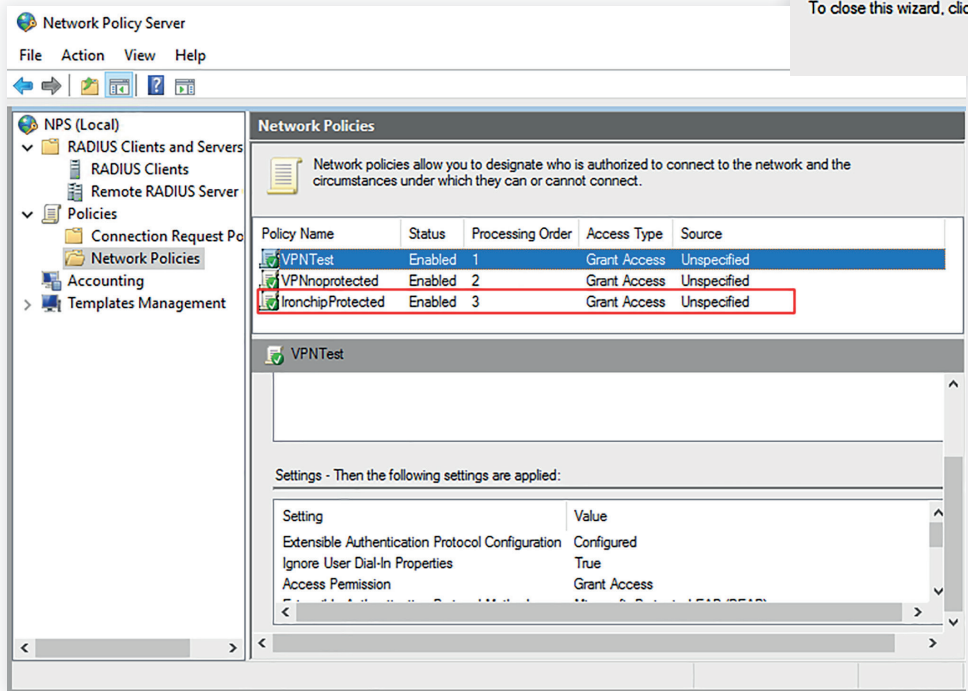 To close this wizard, clic
Network Policy Server
File Action View Help
NPS (Local)
RADIUS Clients and Servers
RADIUS Clients
Remote RADIUS Server
Policies
Connection Request Po
Network Policies
Accounting
Templates Management
Network Policies
Network policies allow you to designate who is authorized to connect to the network and the
circumstances under which they can or cannot connect.
Policy Name Status Processing Order Access Type Source
VPNTest Enabled 1 Grant Access Unspecified
VPNnoprotected Enabled 2 Grant Access Unspecified
IronchipProtected Enabled 3 Grant Access Unspecified
VPNTest
Settings - Then the following settings are applied:
Setting Value
Extensible Authentication Protocol Configuration Configured
Ignore User Dial-In Properties True
Access Permission Grant Access